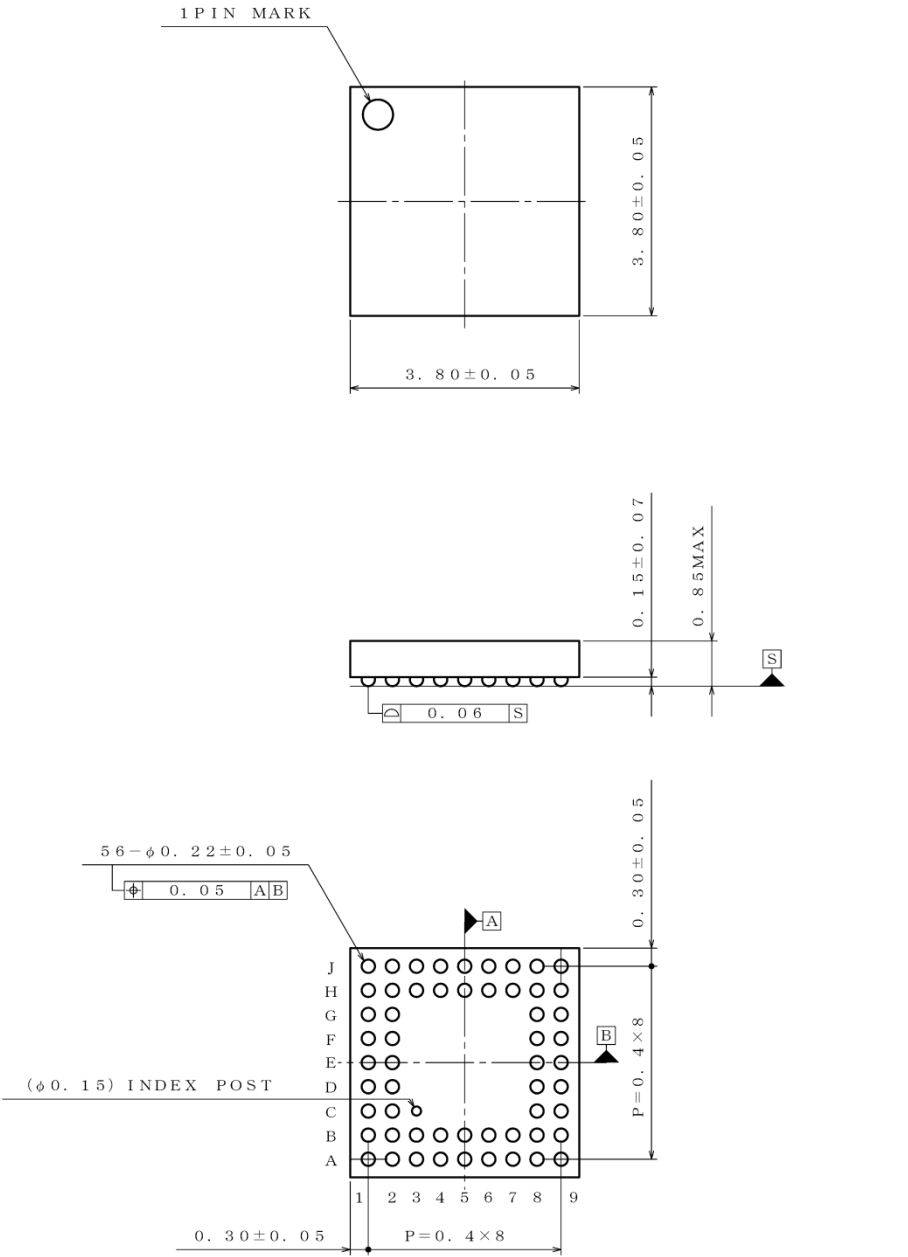 1PIN MARK
3.80±0.05
3.80±0.05
0.15±0.07
0.85MAX
S
0.06 S
0.30±0.05
56-φ0.22±0.05
0.05 A B
A
J
H
G
F
B
E
P=0.4×8
(φ0.15) INDEX POST
D
C
B
A
1 2 3 4 5 6 7 8 9
0.30±0.05 P=0.4×8